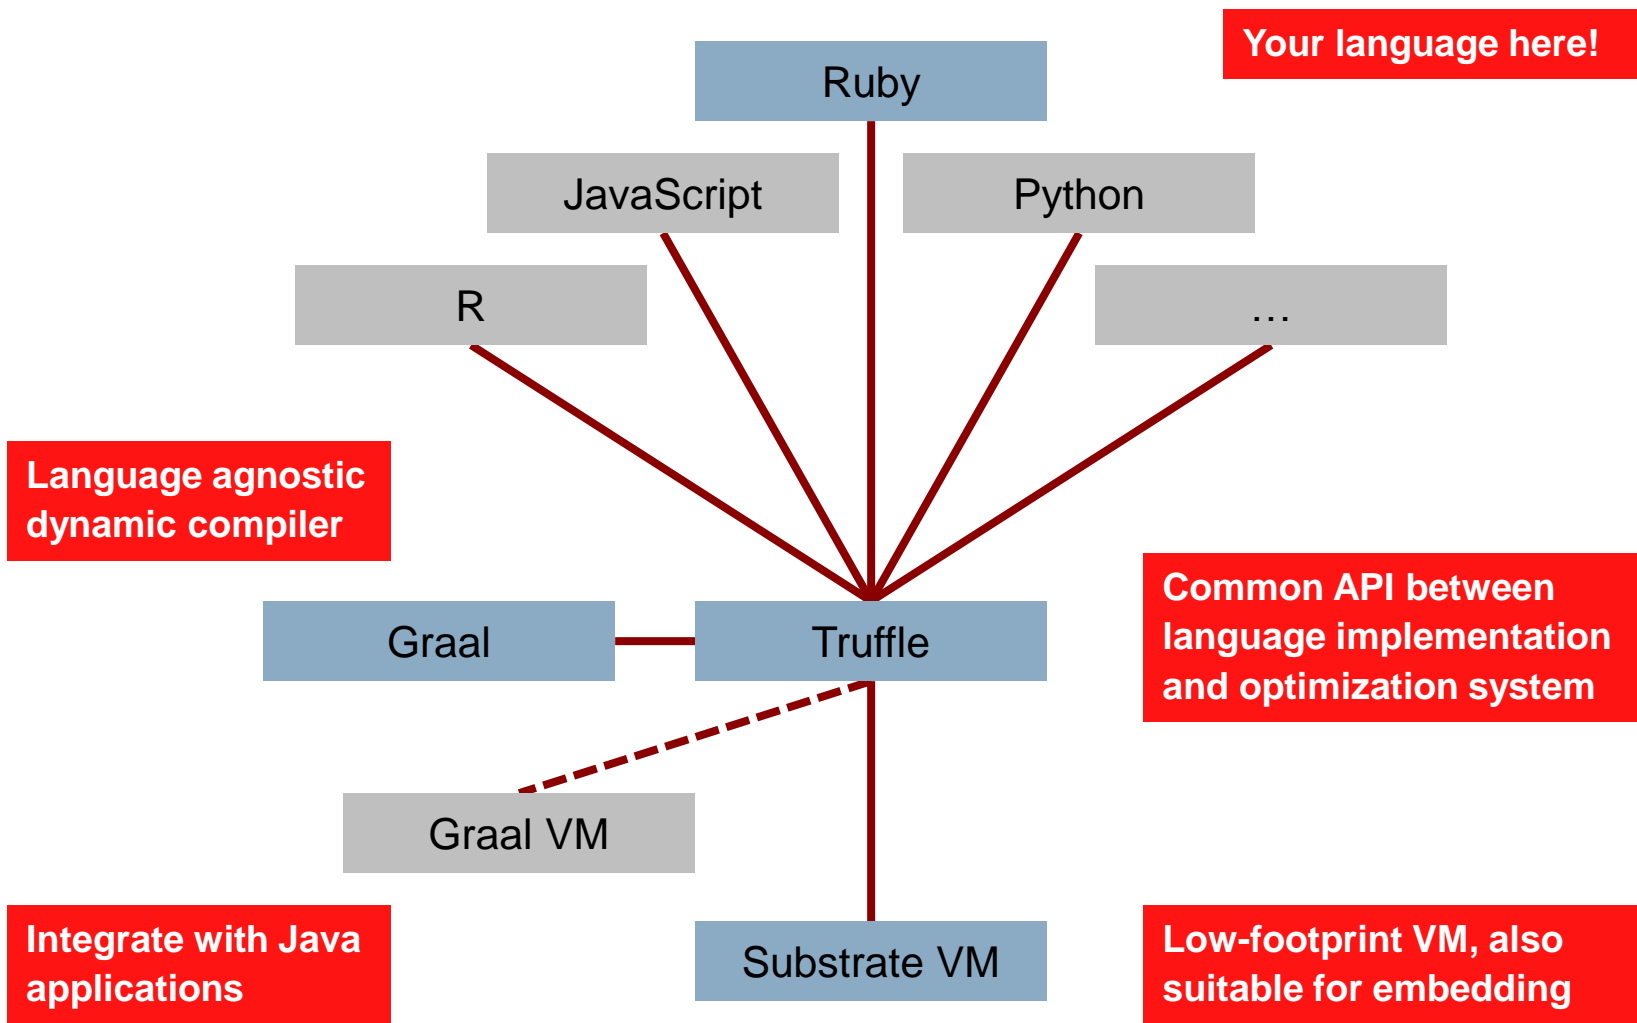 Your language here!
Ruby
JavaScript
Python
R
…
Language agnostic
dynamic compiler
Common API between
language implementation
and optimization system
Graal
Truffle
Graal VM
Integrate with Java
applications
Substrate VM
Low-footprint VM, also
suitable for embedding